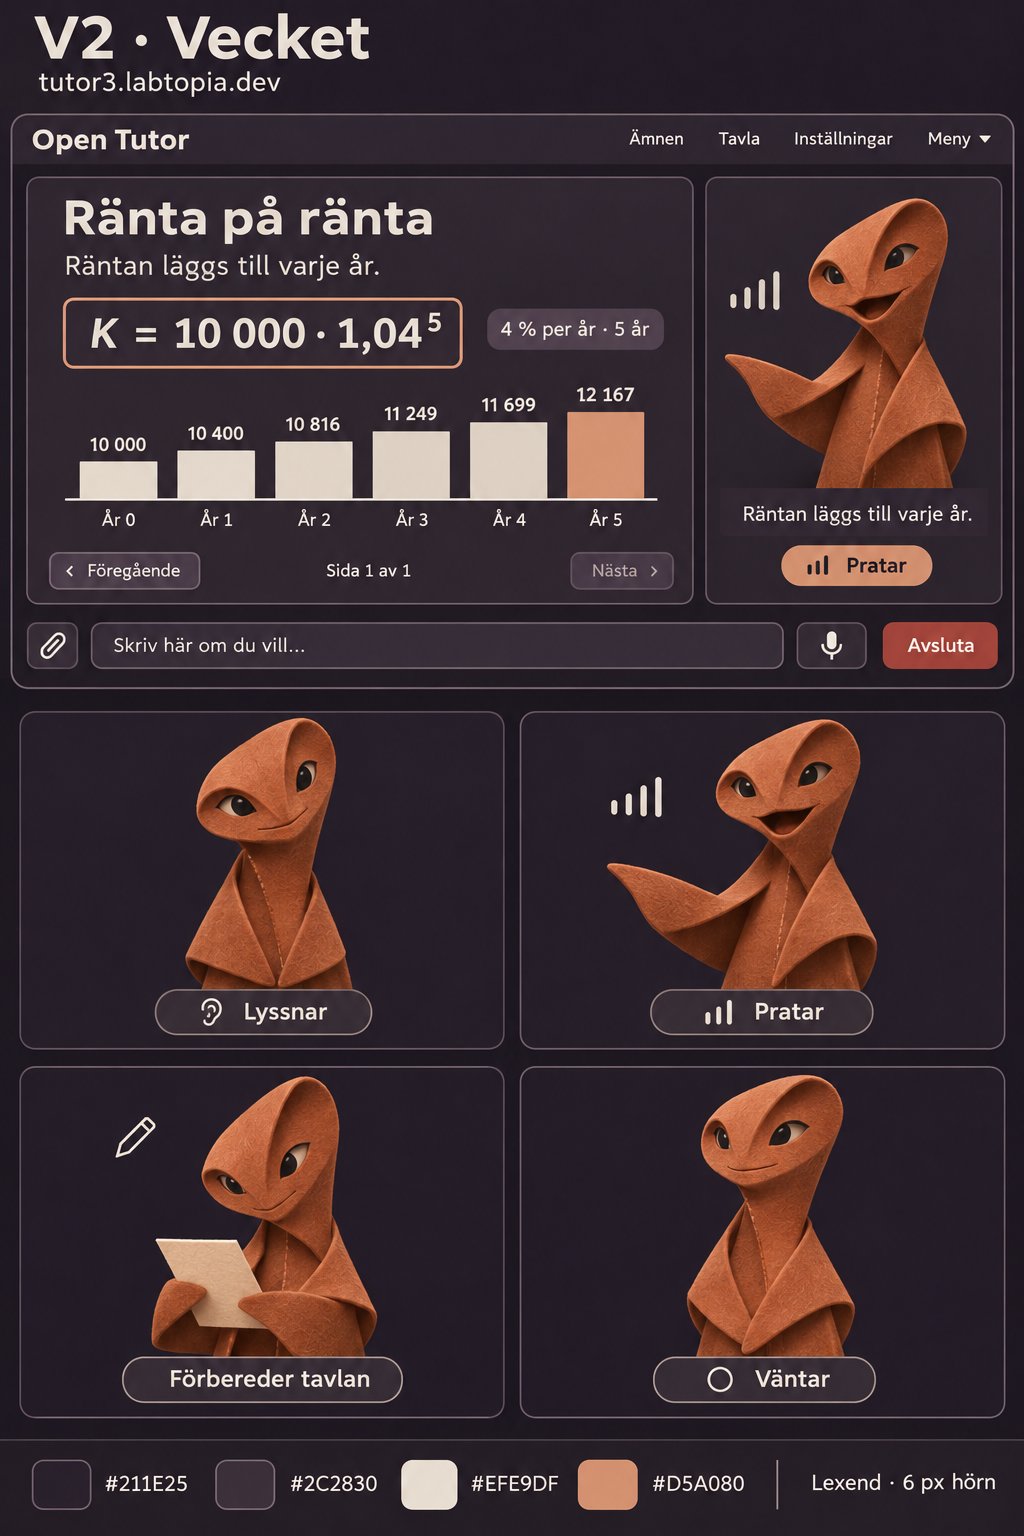 V2 · Vecket
tutor3.labtopia.dev
Open Tutor
Ämnen
Tavla
Inställningar
Meny
Ränta på ränta
Räntan läggs till varje år.
K = 10 000 · 1,04⁵
4 % per år · 5 år
10 000
10 400
10 816
11 249
11 699
12 167
År 0
År 1
År 2
År 3
År 4
År 5
Föregående
Sida 1 av 1
Nästa
Räntan läggs till varje år.
Pratar
Skriv här om du vill...
Avsluta
Lyssnar
Pratar
Förbereder tavlan
Väntar
#211E25
#2C2830
#EFE9DF
#D5A080
Lexend · 6 px hörn